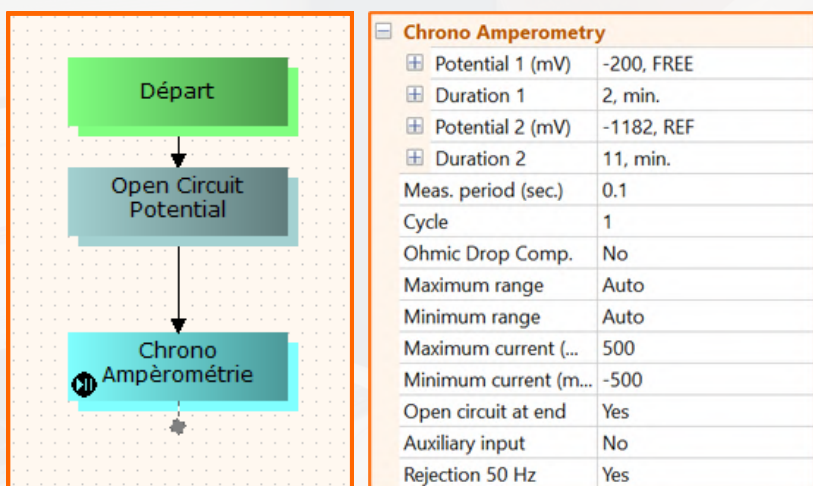 Départ
Open Circuit
Potential
Chrono
Ampèrométrie
Chrono Amperometry
Potential 1 (mV) -200, FREE
Duration 1 2, min.
Potential 2 (mV) -1182, REF
Duration 2 11, min.
Meas. period (sec.) 0.1
Cycle 1
Ohmic Drop Comp. No
Maximum range Auto
Minimum range Auto
Maximum current (... 500
Minimum current (m... -500
Open circuit at end Yes
Auxiliary input No
Rejection 50 Hz Yes